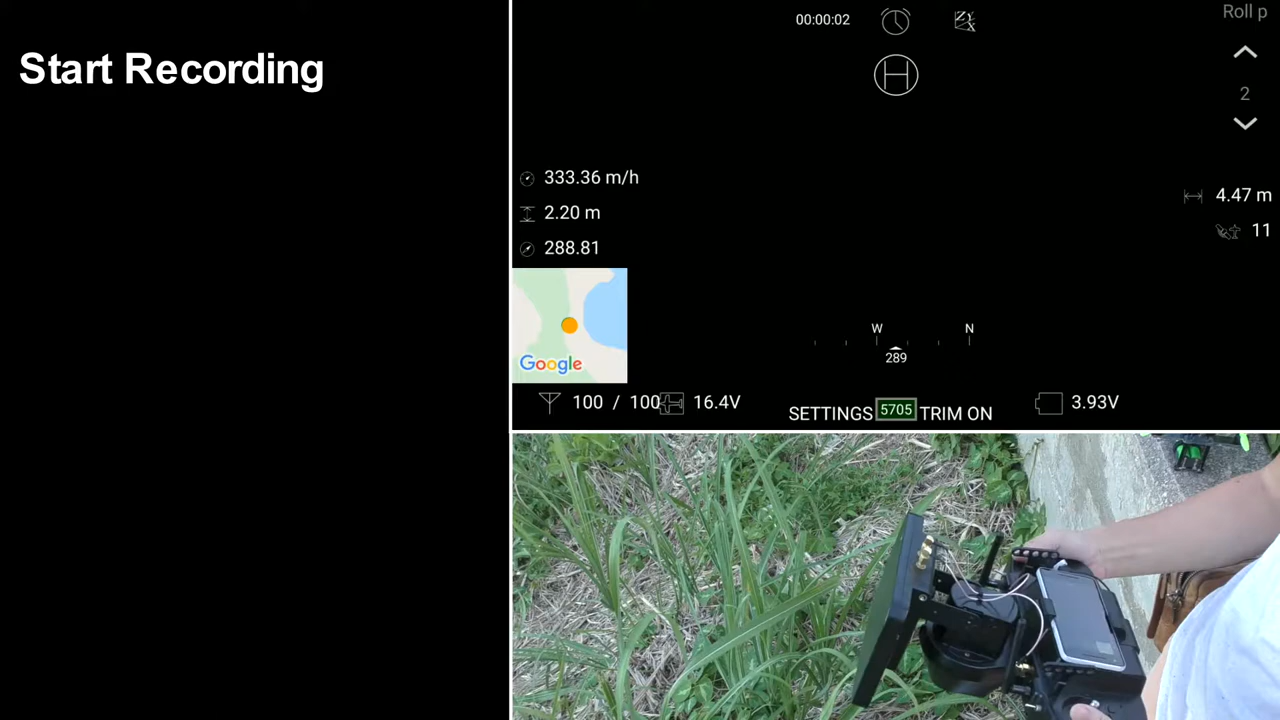 Start Recording
00:00:02
Z Y X
H
Roll p
2
333.36 m/h
2.20 m
288.81
4.47 m
11
Google
W N
289
100 / 100 16.4V
SETTINGS 5705 TRIM ON
3.93V